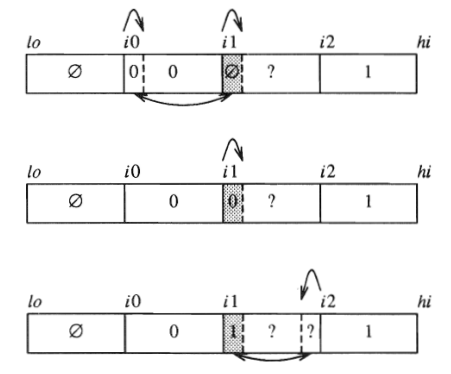 lo i0 i1 i2 hi
∅ 0 0 ∅ ? 1
lo i0 i1 i2 hi
∅ 0 0 ? 1
lo i0 i1 i2 hi
∅ 0 1 ? ? 1